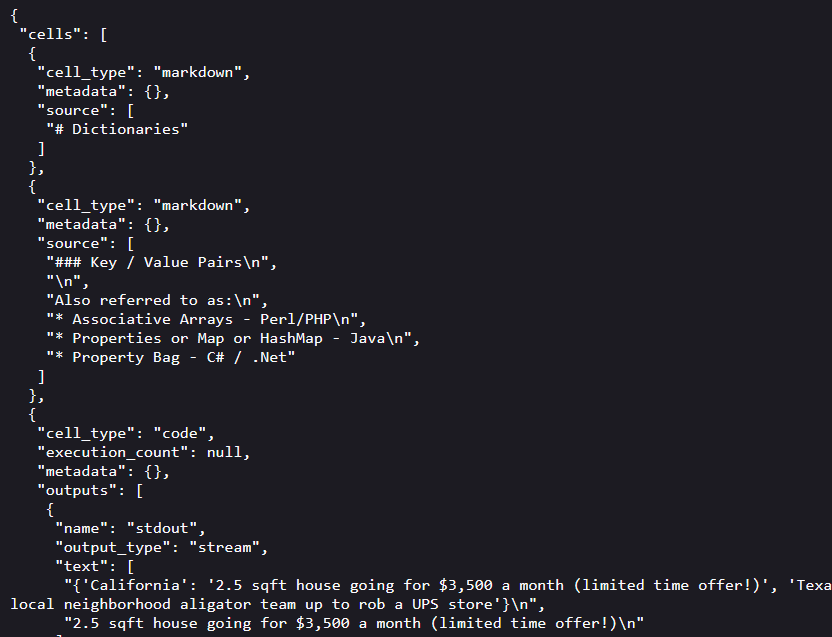 {
 "cells": [
  {
   "cell_type": "markdown",
   "metadata": {},
   "source": [
    "# Dictionaries"
   ]
  },
  {
   "cell_type": "markdown",
   "metadata": {},
   "source": [
    "### Key / Value Pairs\n",
    "\n",
    "Also referred to as:\n",
    "* Associative Arrays - Perl/PHP\n",
    "* Properties or Map or HashMap - Java\n",
    "* Property Bag - C# / .Net"
   ]
  },
  {
   "cell_type": "code",
   "execution_count": null,
   "metadata": {},
   "outputs": [
    {
     "name": "stdout",
     "output_type": "stream",
     "text": [
      "{'California': '2.5 sqft house going for $3,500 a month (limited time offer!)', 'Texa
local neighborhood aligator team up to rob a UPS store'}\n",
      "2.5 sqft house going for $3,500 a month (limited time offer!)\n"